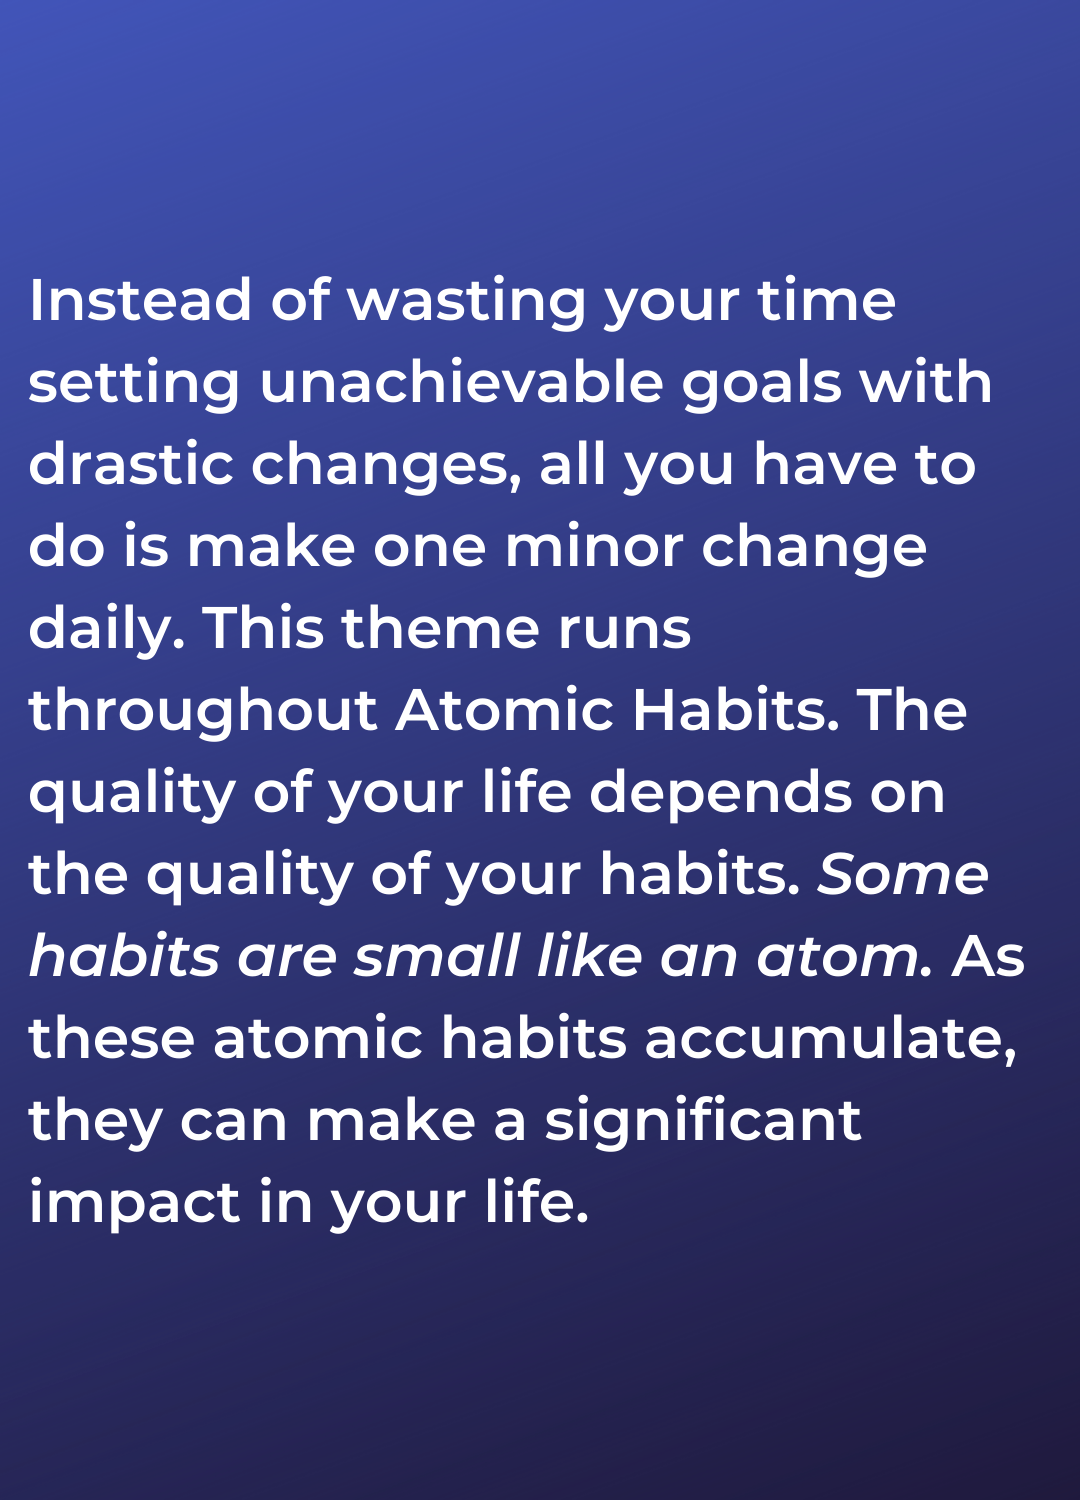 Instead of wasting your time
setting unachievable goals with
drastic changes, all you have to
do is make one minor change
daily. This theme runs
throughout Atomic Habits. The
quality of your life depends on
the quality of your habits. Some
habits are small like an atom. As
these atomic habits accumulate,
they can make a significant
impact in your life.